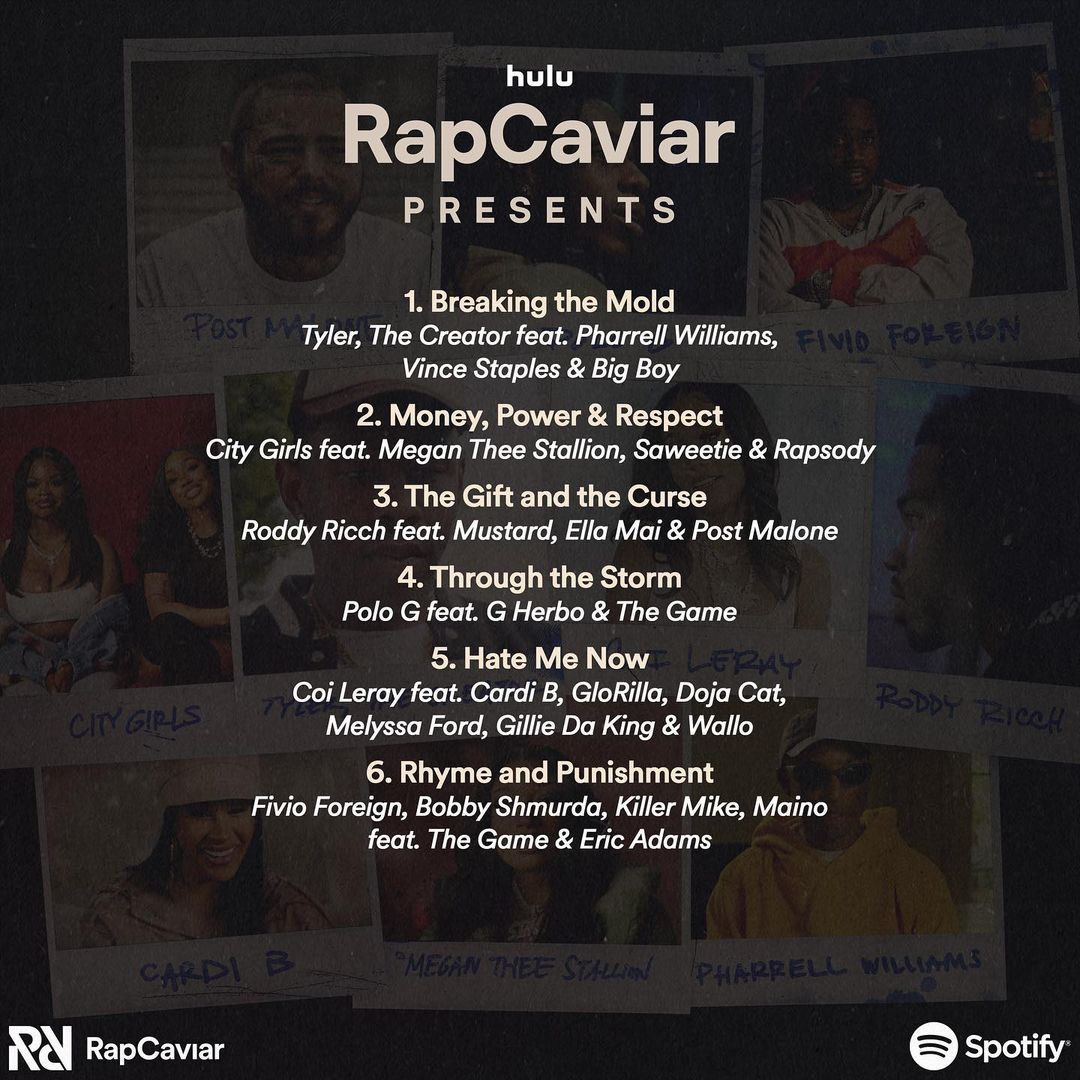 hulu
RapCaviar
PRESENTS
1. Breaking the Mold
Tyler, The Creator feat. Pharrell Williams,
Vince Staples & Big Boy
2. Money, Power & Respect
City Girls feat. Megan Thee Stallion, Saweetie & Rapsody
3. The Gift and the Curse
Roddy Ricch feat. Mustard, Ella Mai & Post Malone
4. Through the Storm
Polo G feat. G Herbo & The Game
5. Hate Me Now
Coi Leray feat. Cardi B, GloRilla, Doja Cat,
Melyssa Ford, Gillie Da King & Wallo
6. Rhyme and Punishment
Fivio Foreign, Bobby Shmurda, Killer Mike, Maino
feat. The Game & Eric Adams
POST MALONE
FIVIO FOREIGN
CITY GIRLS
TYLER, THE
LERAY
RODDY RICCH
CARDI B
MEGAN THEE STALLION
PHARRELL WILLIAMS
RapCaviar
Spotify